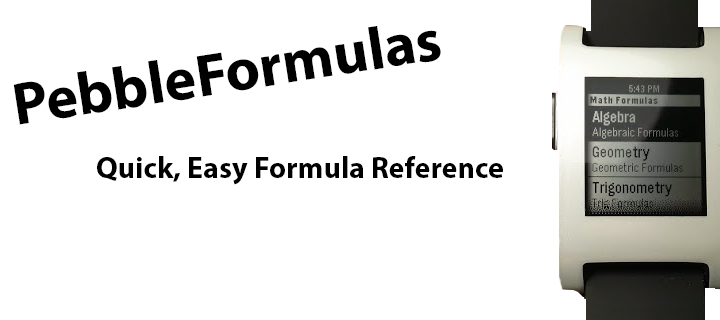 PebbleFormulas
Quick, Easy Formula Reference
5:43 PM
Math Formulas
Algebra
Algebraic Formulas
Geometry
Geometric Formulas
Trigonometry
Trig Formulas